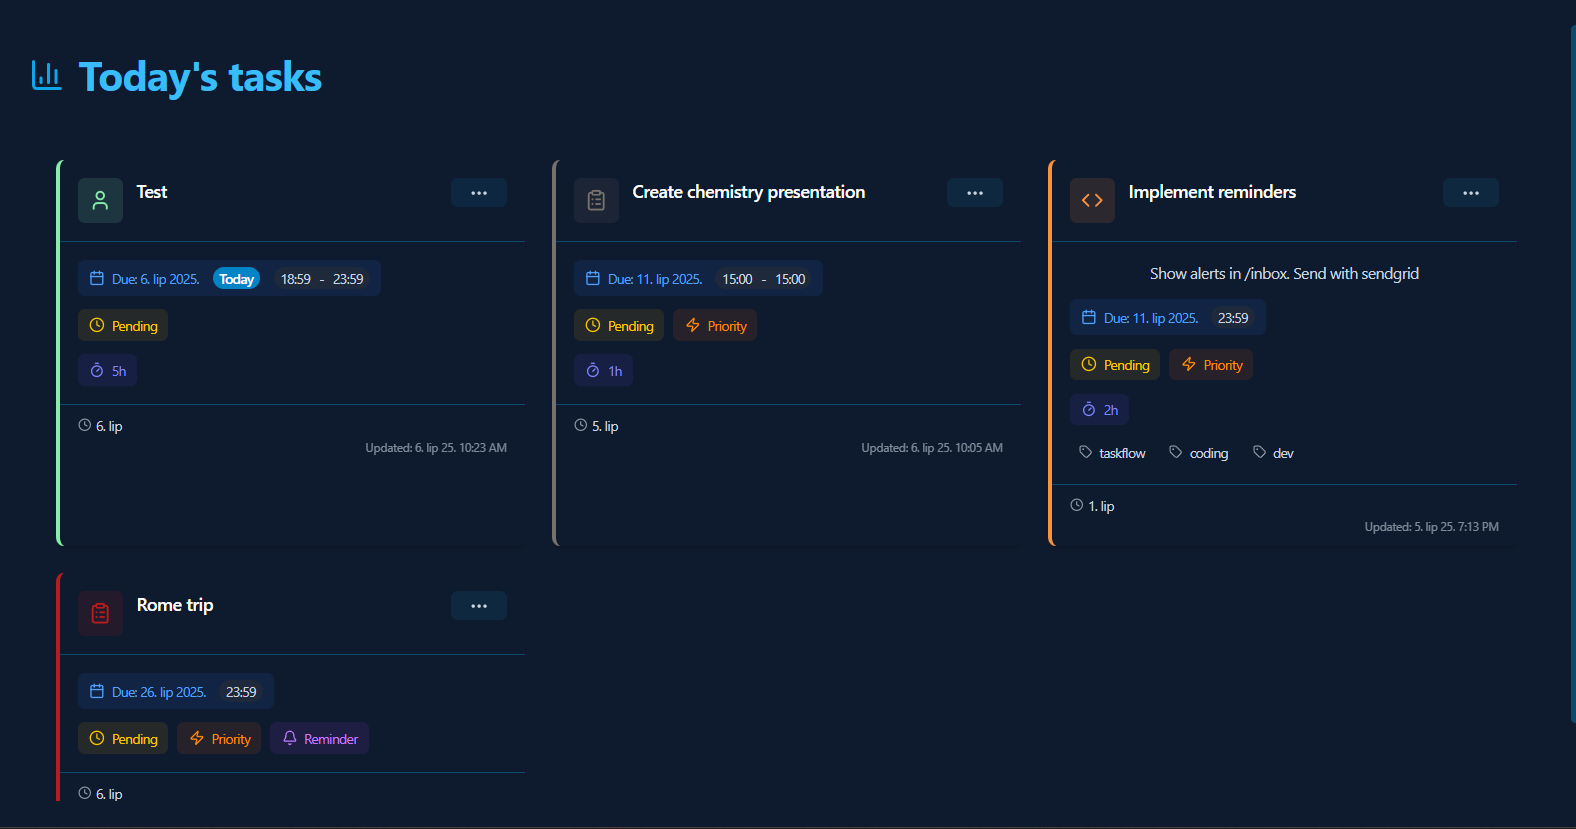 Today's tasks
Test
Due: 6. lip 2025. Today 18:59 - 23:59
Pending
5h
6. lip
Updated: 6. lip 25. 10:23 AM
Create chemistry presentation
Due: 11. lip 2025. 15:00 - 15:00
Pending Priority
1h
5. lip
Updated: 6. lip 25. 10:05 AM
Implement reminders
Show alerts in /inbox. Send with sendgrid
Due: 11. lip 2025. 23:59
Pending Priority
2h
taskflow coding dev
1. lip
Updated: 5. lip 25. 7:13 PM
Rome trip
Due: 26. lip 2025. 23:59
Pending Priority Reminder
6. lip